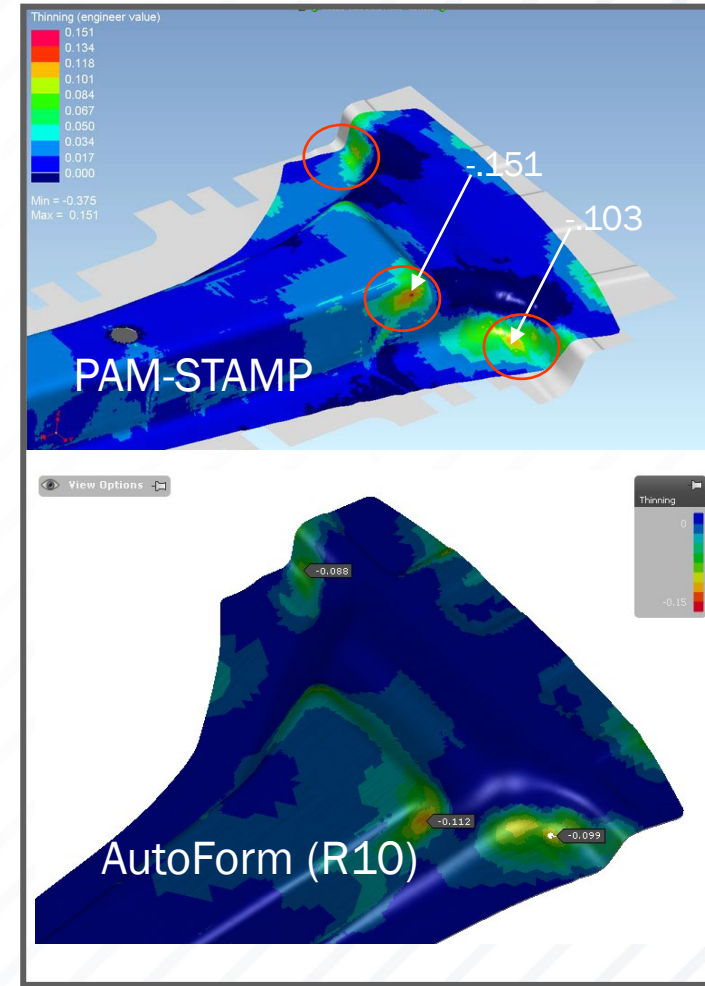 Thinning (engineer value)
0.151
0.134
0.118
0.101
0.084
0.067
0.050
0.034
0.017
0.000
Min = -0.375
Max = 0.151
-.151
-.103
PAM-STAMP
View Options
Thinning
0
-0.15
-0.088
-0.112
-0.099
AutoForm (R10)